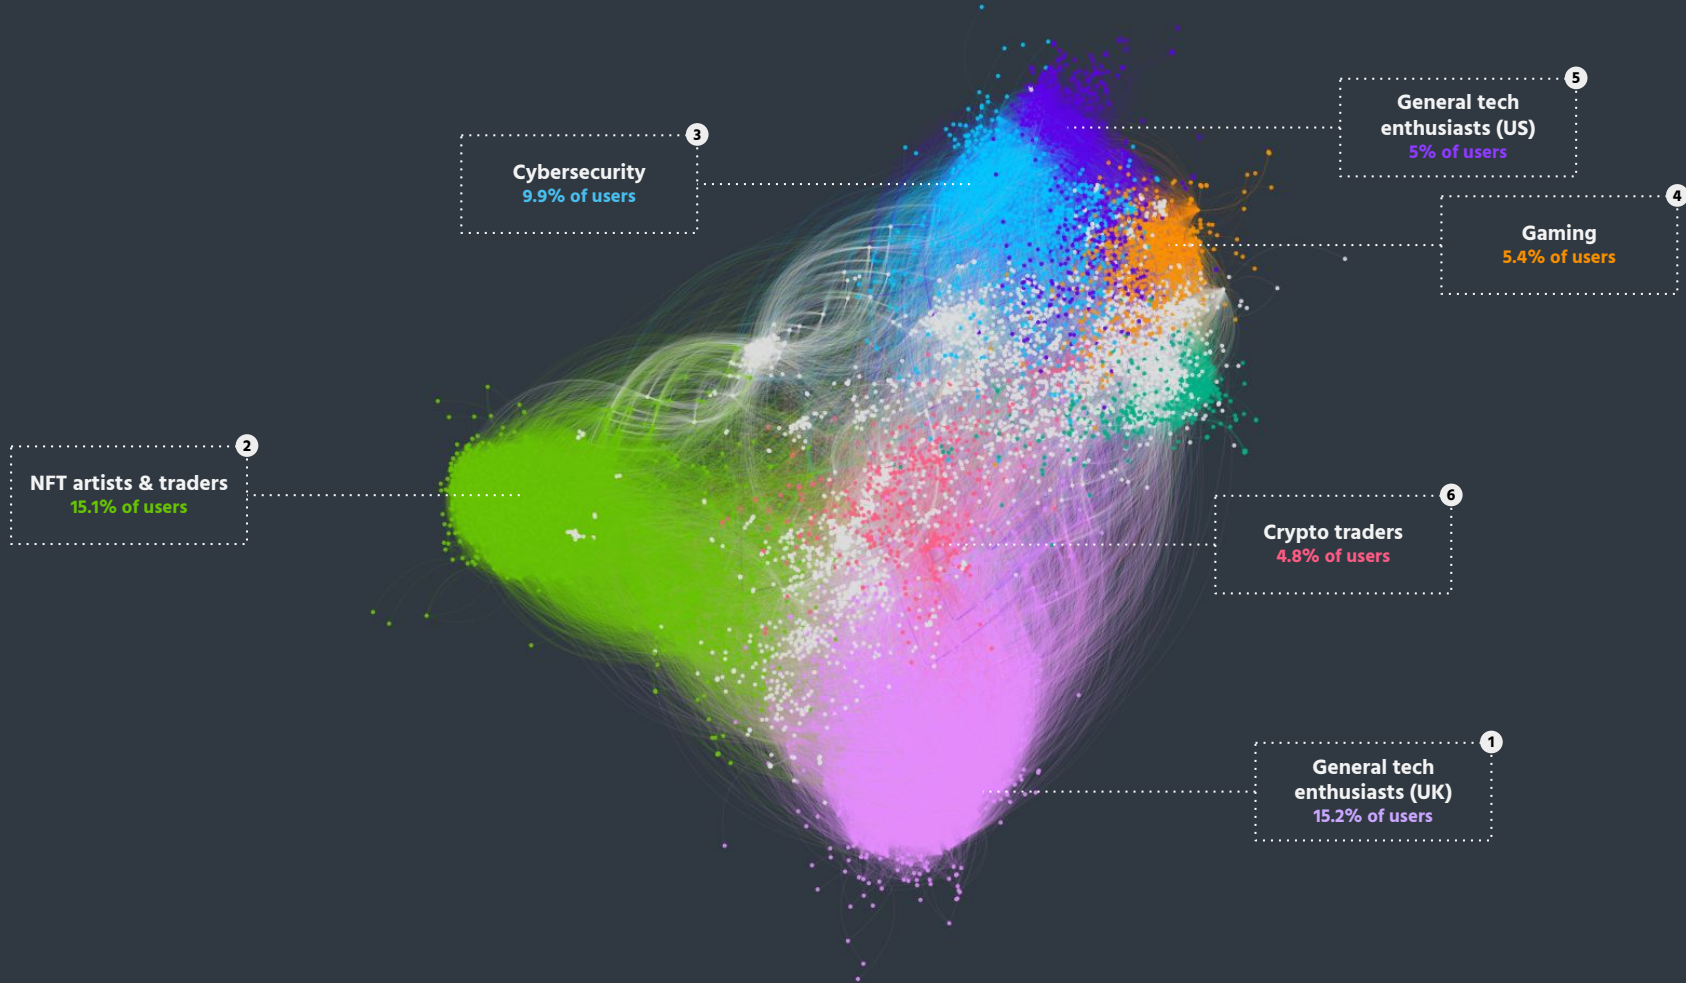 5
General tech
enthusiasts (US)
5% of users
3
Cybersecurity
9.9% of users
4
Gaming
5.4% of users
2
NFT artists & traders
15.1% of users
6
Crypto traders
4.8% of users
1
General tech
enthusiasts (UK)
15.2% of users